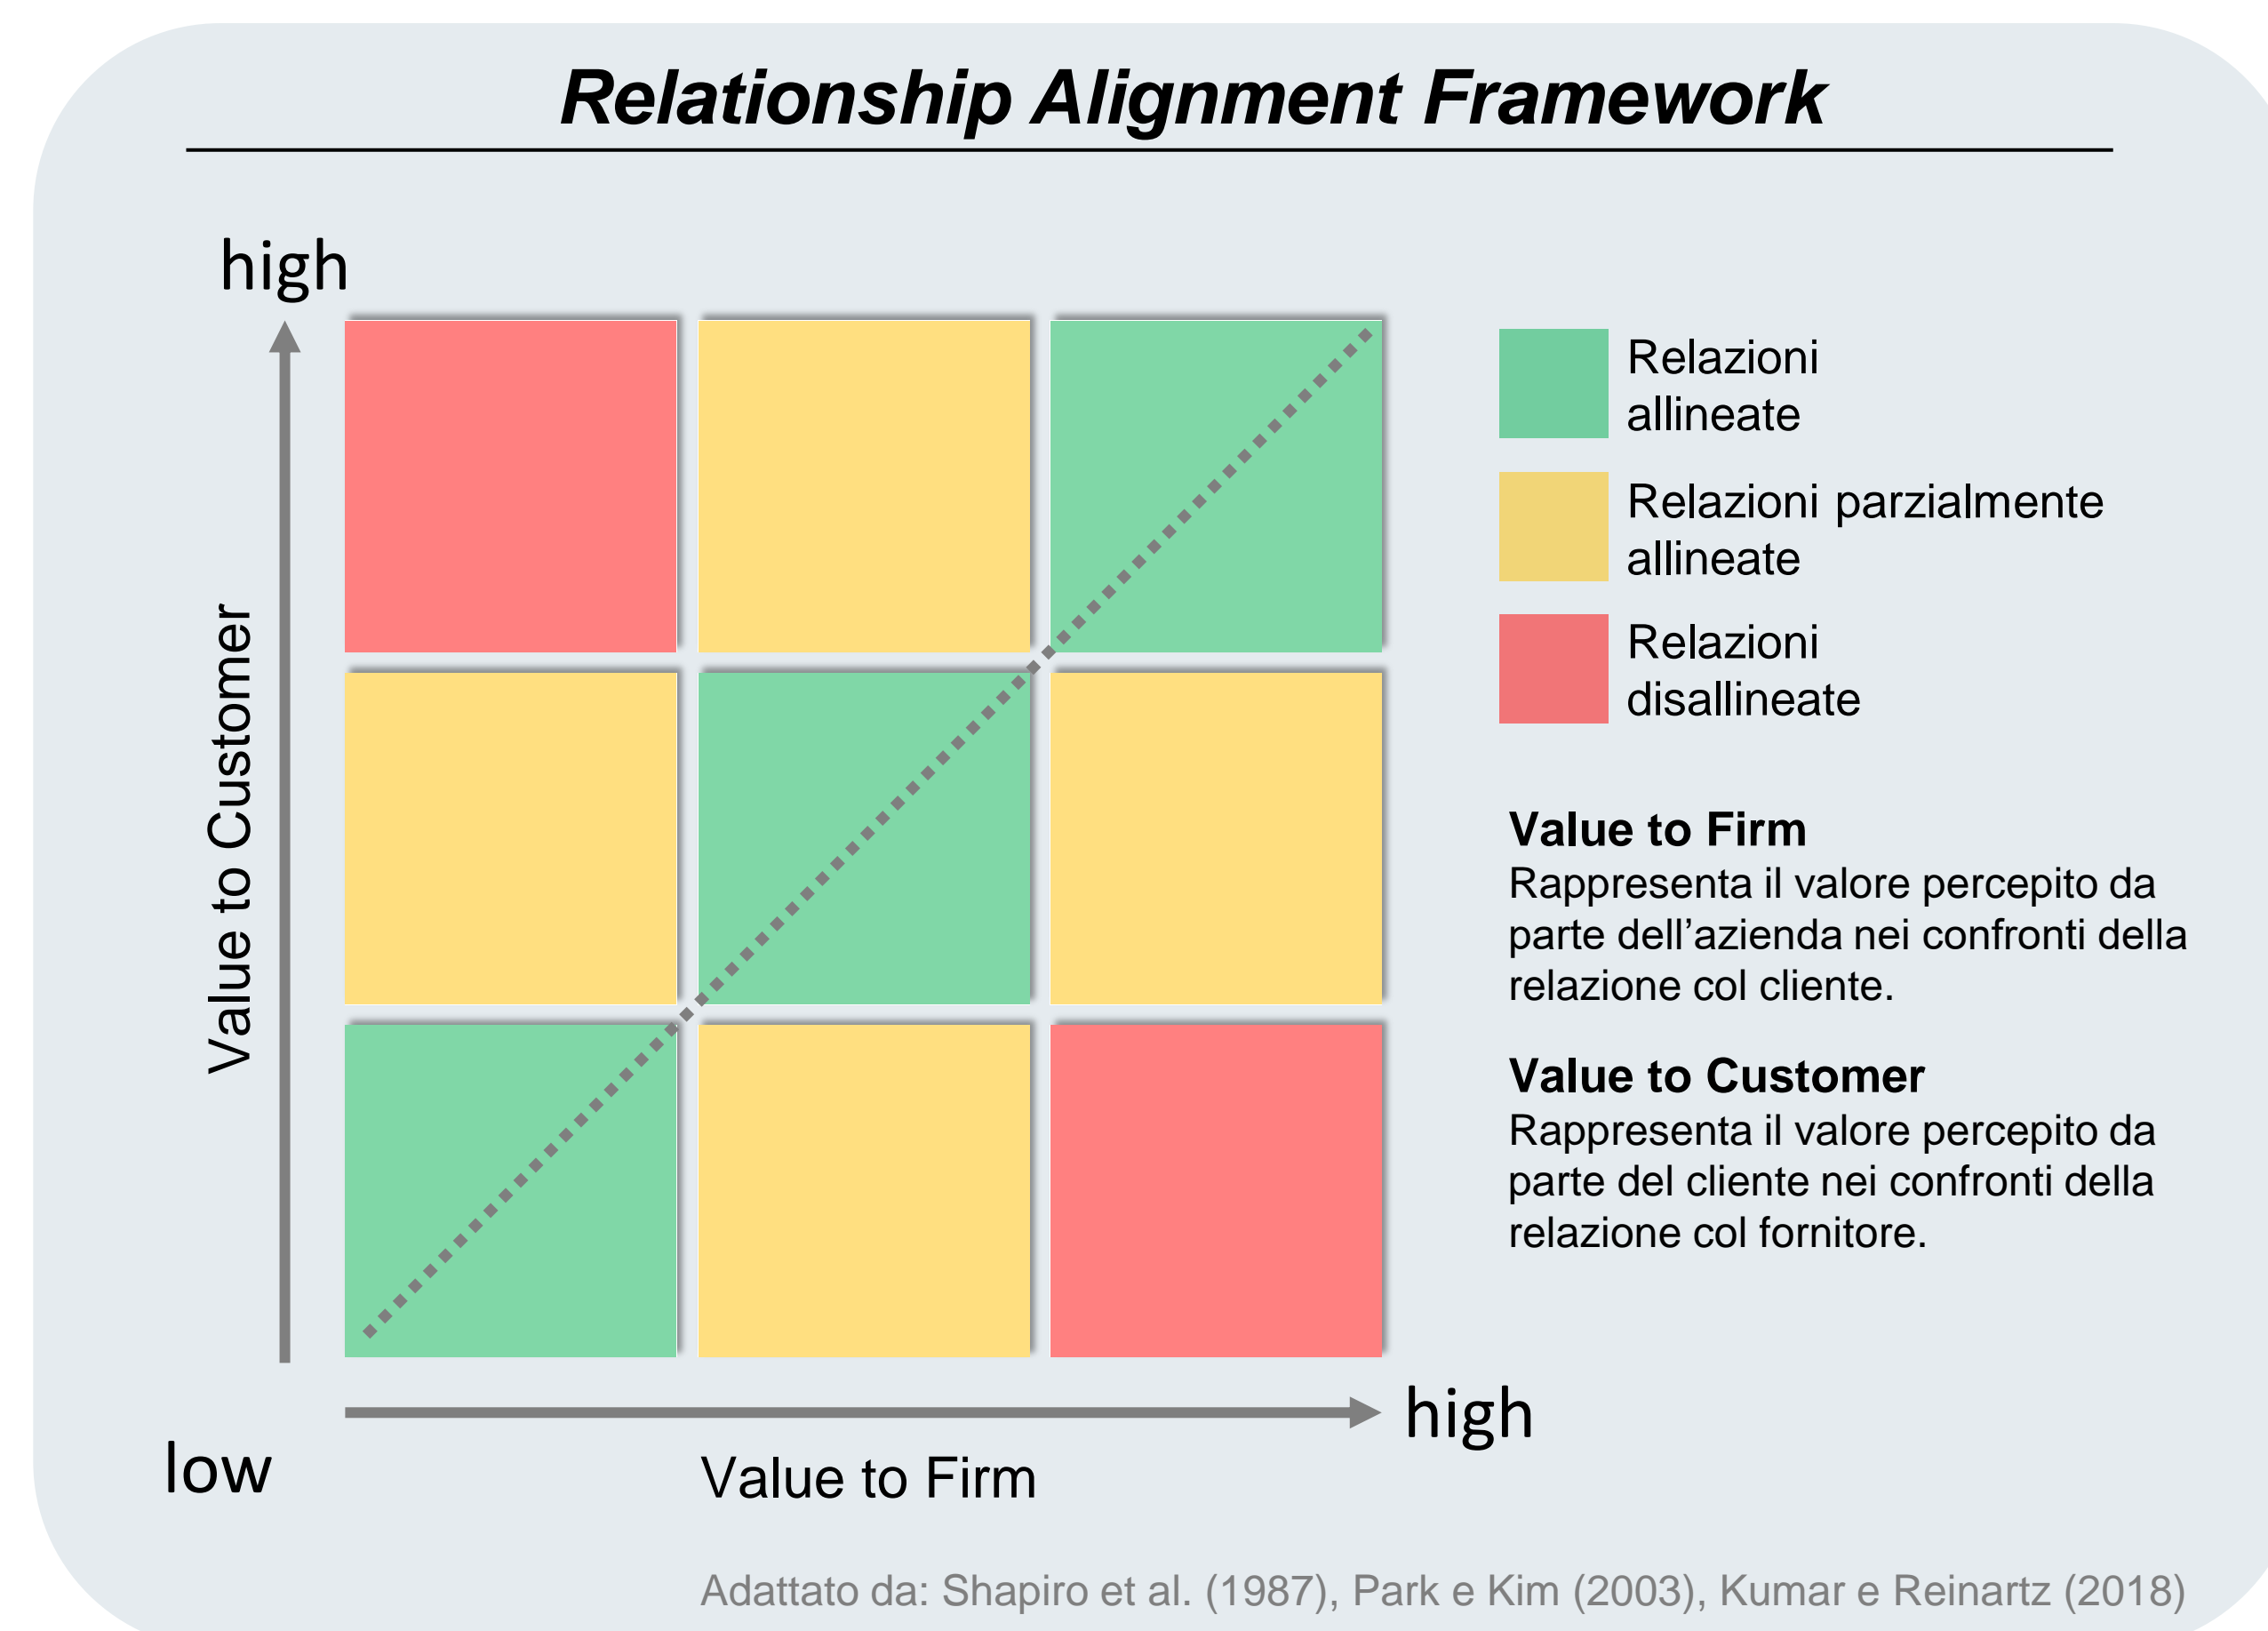 Relationship Alignment Framework
high
Value to Customer
low
Value to Firm
high
Relazioni
allineate
Relazioni parzialmente
allineate
Relazioni
disallineate
Value to Firm
Rappresenta il valore percepito da
parte dell’azienda nei confronti della
relazione col cliente.
Value to Customer
Rappresenta il valore percepito da
parte del cliente nei confronti della
relazione col fornitore.
Adattato da: Shapiro et al. (1987), Park e Kim (2003), Kumar e Reinartz (2018)